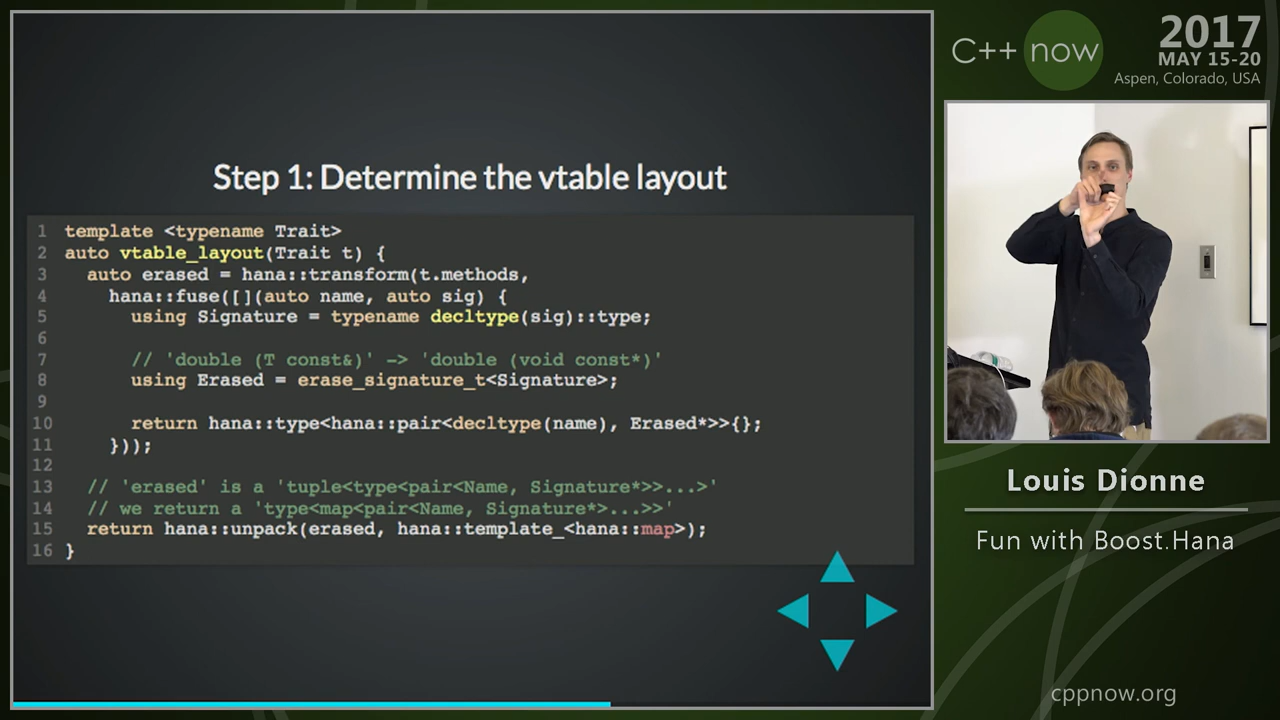 Step 1: Determine the vtable layout
1 template <typename Trait>
2 auto vtable_layout(Trait t) {
3   auto erased = hana::transform(t.methods,
4     hana::fuse([](auto name, auto sig) {
5       using Signature = typename decltype(sig)::type;
6
7       // 'double (T const&)' -> 'double (void const*)'
8       using Erased = erase_signature_t<Signature>;
9
10       return hana::type<hana::pair<decltype(name), Erased*>>{};
11     }));
12
13   // 'erased' is a 'tuple<type<pair<Name, Signature*>>...>'
14   // we return a 'type<map<pair<Name, Signature*>...>>'
15   return hana::unpack(erased, hana::template_<hana::map>);
16 }
C++ now
2017
MAY 15-20
Aspen, Colorado, USA
Louis Dionne
Fun with Boost.Hana
cppnow.org